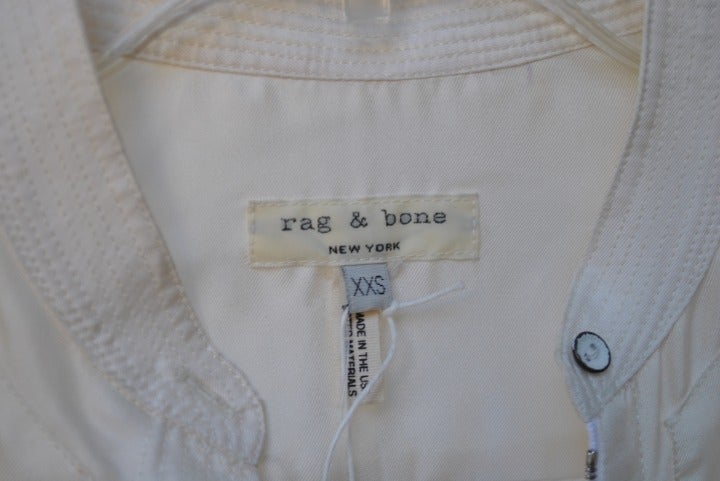 rag & bone
NEW YORK
XXS
MADE IN THE US
MATERIALS